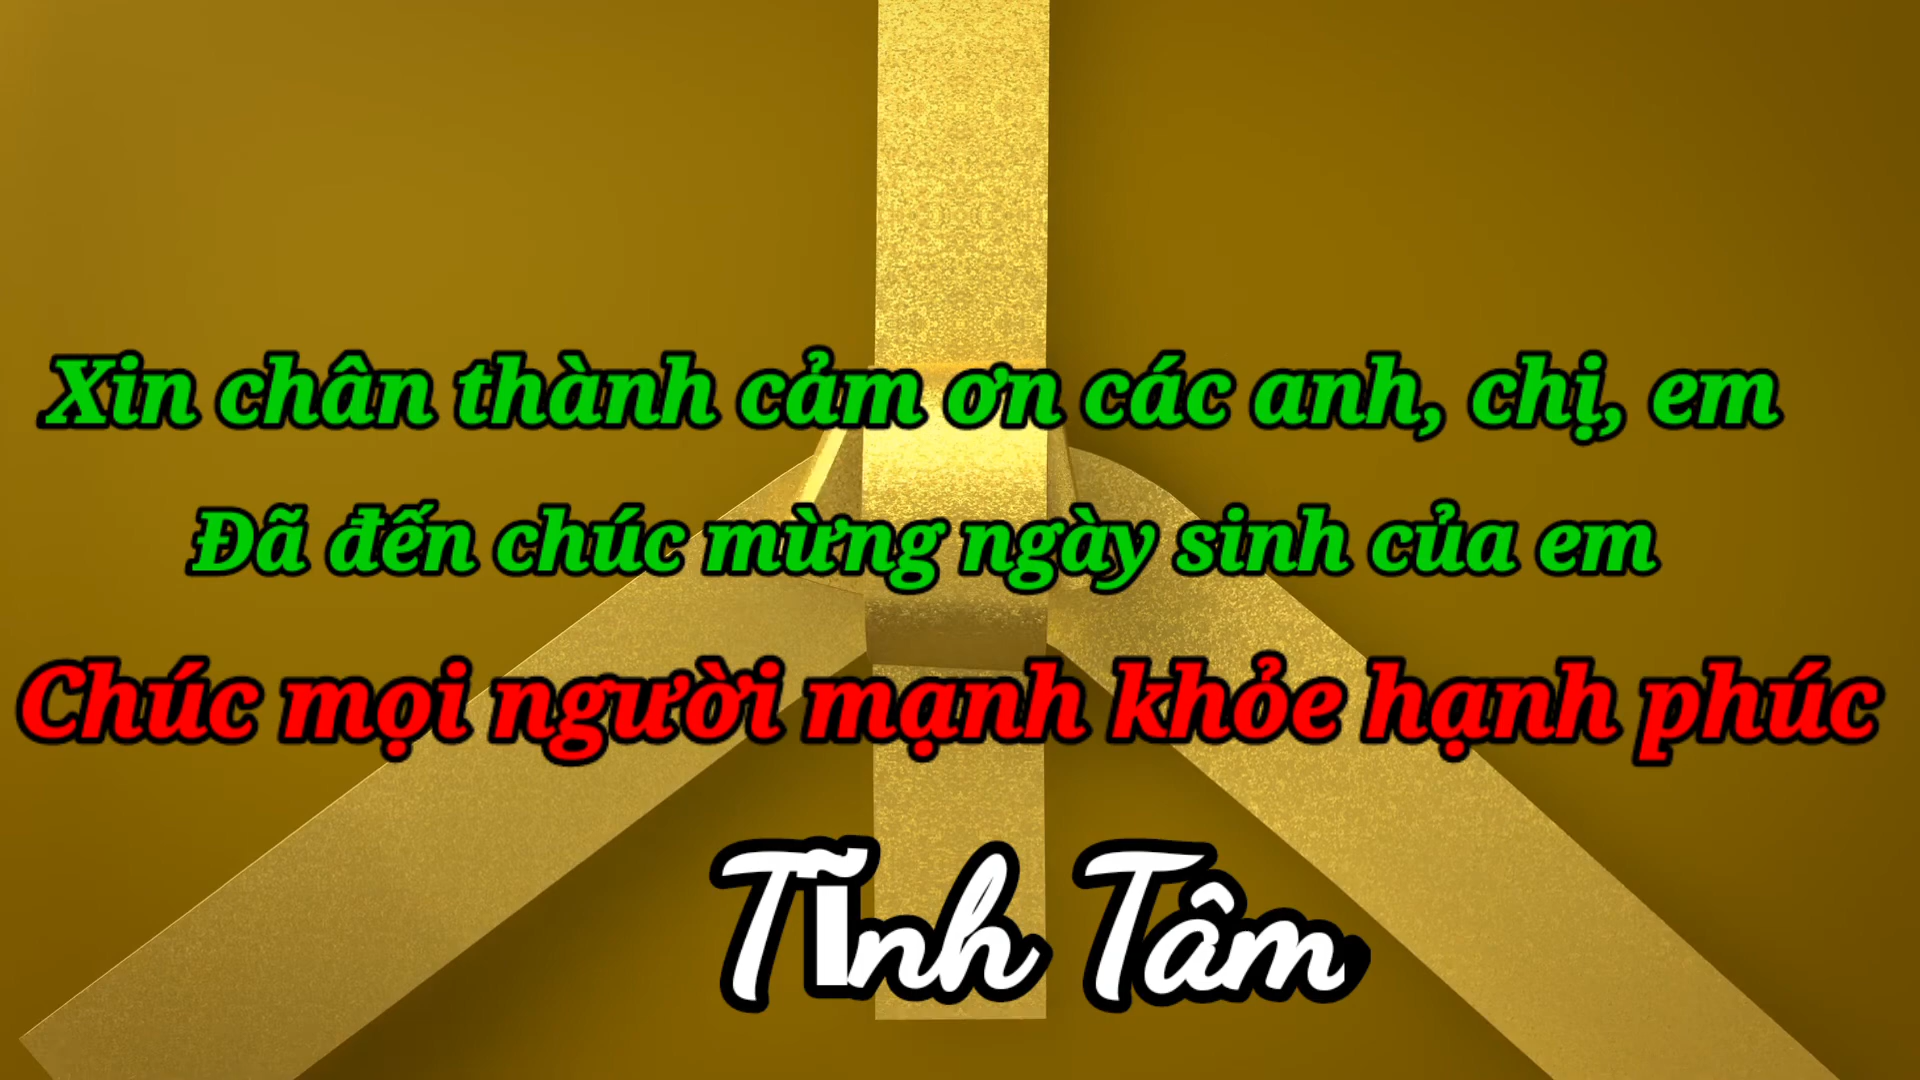 Xin chân thành cảm ơn các anh, chị, em
Đã đến chúc mừng ngày sinh của em
Chúc mọi người mạnh khỏe hạnh phúc
Tĩnh Tâm